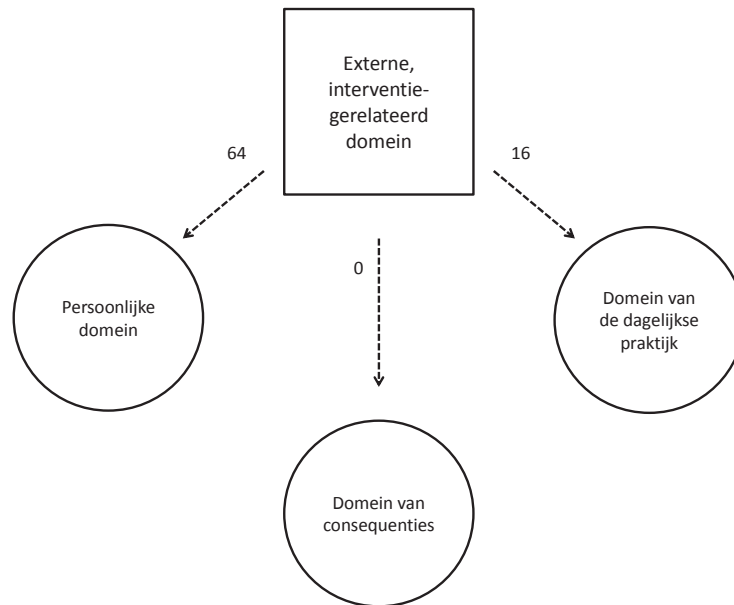 Externe,
interventie-
gerelateerd
domein
64
16
0
Persoonlijke
domein
Domein van
de dagelijkse
praktijk
Domein van
consequenties